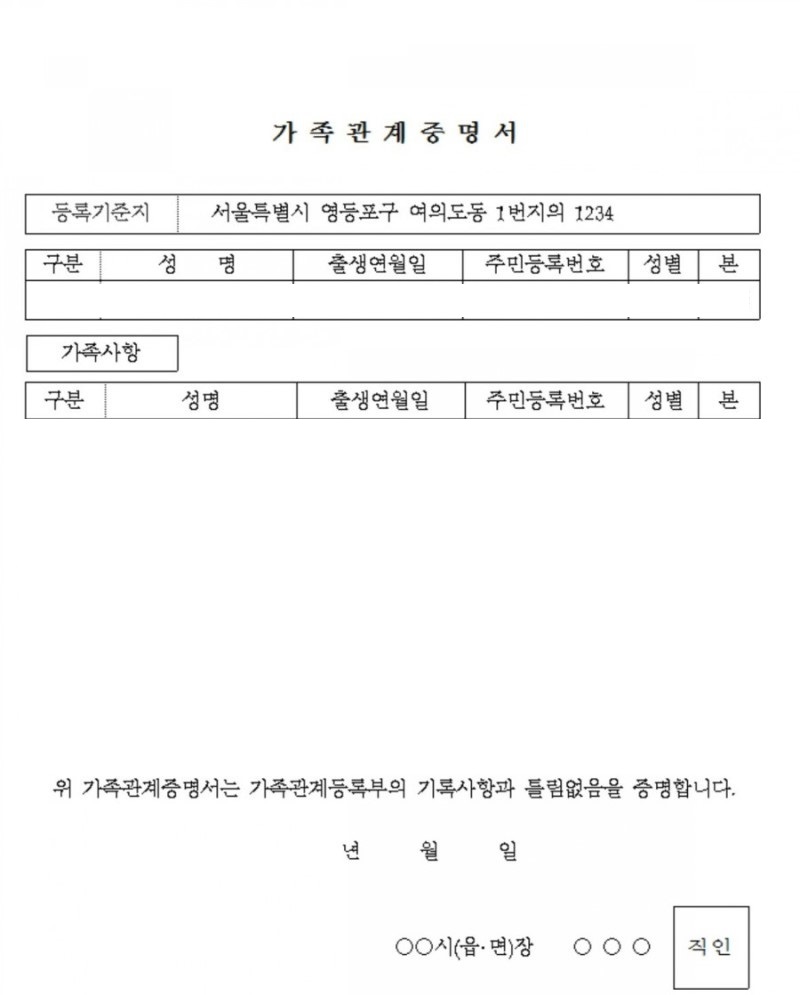 가족관계증명서
등록기준지 서울특별시 영등포구 여의도동 1번지의 1234
구분 성 명 출생연월일 주민등록번호 성별 본
가족사항
구분 성명 출생연월일 주민등록번호 성별 본
위 가족관계증명서는 가족관계등록부의 기록사항과 틀림없음을 증명합니다.
년 월 일
○○시(읍·면)장 ○ ○ ○ 직인